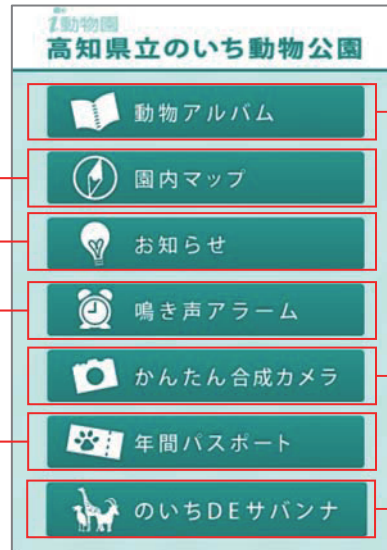 i動物園
高知県立のいち動物公園
動物アルバム
園内マップ
お知らせ
鳴き声アラーム
かんたん合成カメラ
年間パスポート
のいちDEサバンナ